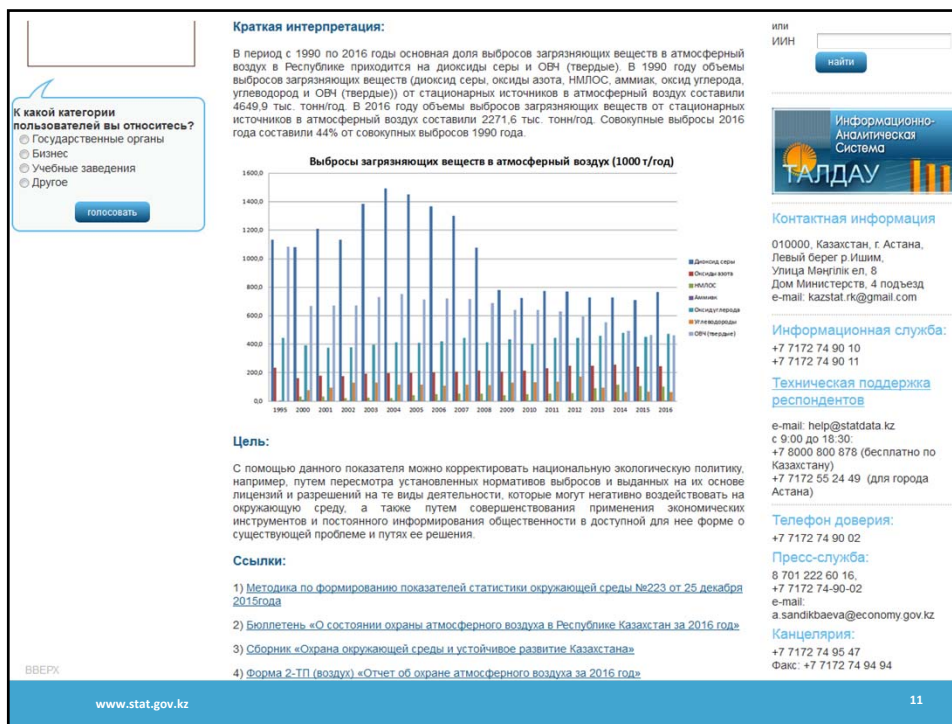 К какой категории
пользователей вы относитесь?
Государственные органы
Бизнес
Учебные заведения
Другое
голосовать
ВВЕРХ
Краткая интерпретация:
В период с 1990 по 2016 годы основная доля выбросов загрязняющих веществ в атмосферный
воздух в Республике приходится на диоксиды серы и ОВЧ (твердые). В 1990 году объемы
выбросов загрязняющих веществ (диоксид серы, оксиды азота, НМЛОС, аммиак, оксид углерода,
углеводород и ОВЧ (твердые)) от стационарных источников в атмосферный воздух составили
4649,9 тыс. тонн/год. В 2016 году объемы выбросов загрязняющих веществ от стационарных
источников в атмосферный воздух составили 2271,6 тыс. тонн/год. Совокупные выбросы 2016
года составили 44% от совокупных выбросов 1990 года.
Выбросы загрязняющих веществ в атмосферный воздух (1000 т/год)
1600,0
1400,0
1200,0
1000,0
800,0
600,0
400,0
200,0
0,0
1995 2000 2001 2002 2003 2004 2005 2006 2007 2008 2009 2010 2011 2012 2013 2014 2015 2016
Диоксид серы
Оксиды азота
НМЛОС
Аммиак
Оксид углерода
Углеводороды
ОВЧ (твердые)
Цель:
С помощью данного показателя можно корректировать национальную экологическую политику,
например, путем пересмотра установленных нормативов выбросов и выданных на их основе
лицензий и разрешений на те виды деятельности, которые могут негативно воздействовать на
окружающую среду, а также путем совершенствования применения экономических
инструментов и постоянного информирования общественности в доступной для нее форме о
существующей проблеме и путях ее решения.
Ссылки:
1) Методика по формированию показателей статистики окружающей среды №223 от 25 декабря
2015года
2) Бюллетень «О состоянии охраны атмосферного воздуха в Республике Казахстан за 2016 год»
3) Сборник «Охрана окружающей среды и устойчивое развитие Казахстана»
4) Форма 2-ТП (воздух) «Отчет об охране атмосферного воздуха за 2016 год»
или
ИИН
найти
Информационно-
Аналитическая
Система
ТАЛДАУ
Контактная информация
010000, Казахстан, г. Астана,
Левый берег р.Ишим,
Улица Мәңгілік ел, 8
Дом Министерств, 4 подъезд
e-mail: kazstat.rk@gmail.com
Информационная служба:
+7 7172 74 90 10
+7 7172 74 90 11
Техническая поддержка
респондентов
e-mail: help@statdata.kz
с 9:00 до 18:30:
+7 8000 800 878 (бесплатно по
Казахстану)
+7 7172 55 24 49 (для города
Астана)
Телефон доверия:
+7 7172 74 90 02
Пресс-служба:
8 701 222 60 16,
+7 7172 74-90-02
e-mail:
a.sandikbaeva@economy.gov.kz
Канцелярия:
+7 7172 74 95 47
Факс: +7 7172 74 94 94
www.stat.gov.kz
11